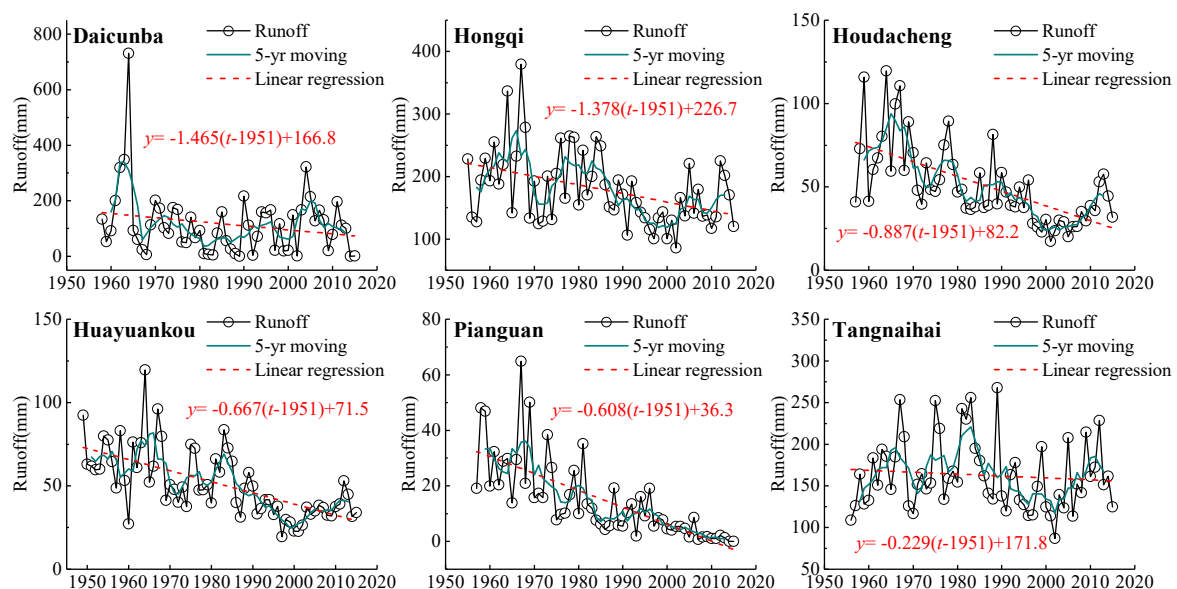 Daicunba
Runoff
5-yr moving
Linear regression
y= -1.465(t-1951)+166.8
Runoff(mm)
800
600
400
200
0
1950 1960 1970 1980 1990 2000 2010 2020
Hongqi
Runoff
5-yr moving
Linear regression
y= -1.378(t-1951)+226.7
Runoff(mm)
400
300
200
100
1950 1960 1970 1980 1990 2000 2010 2020
Houdacheng
Runoff
5-yr moving
Linear regression
y= -0.887(t-1951)+82.2
Runoff(mm)
150
100
50
0
1950 1960 1970 1980 1990 2000 2010 2020
Huayuankou
Runoff
5-yr moving
Linear regression
y= -0.667(t-1951)+71.5
Runoff(mm)
150
100
50
0
1950 1960 1970 1980 1990 2000 2010 2020
Pianguan
Runoff
5-yr moving
Linear regression
y= -0.608(t-1951)+36.3
Runoff(mm)
80
60
40
20
0
1950 1960 1970 1980 1990 2000 2010 2020
Tangnaihai
Runoff
5-yr moving
Linear regression
y= -0.229(t-1951)+171.8
Runoff(mm)
350
300
250
200
150
100
50
1950 1960 1970 1980 1990 2000 2010 2020